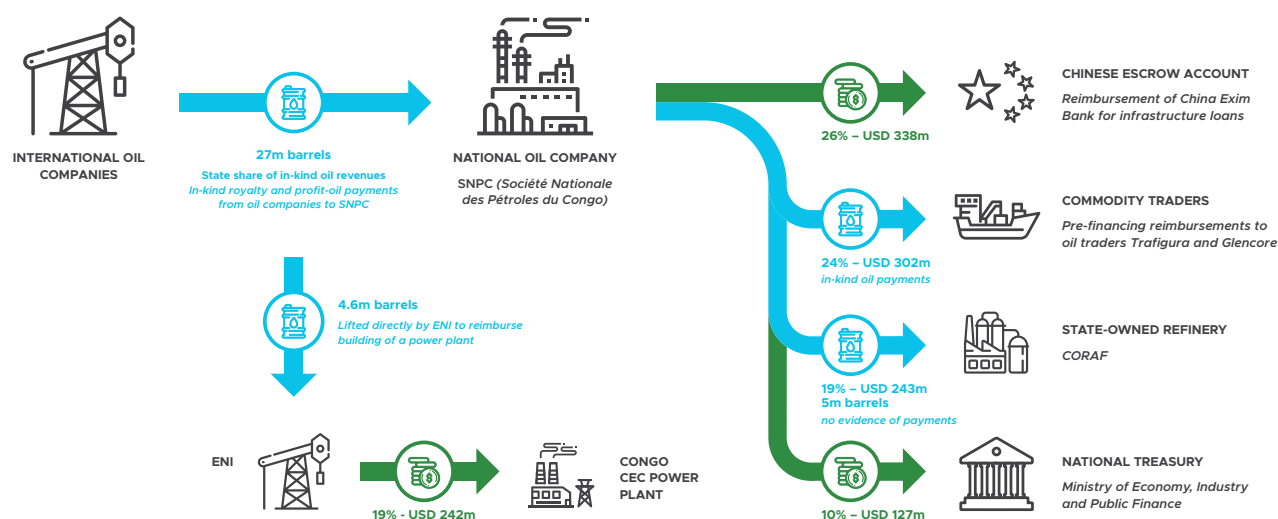 INTERNATIONAL OIL
COMPANIES
27m barrels
State share of in-kind oil revenues
In-kind royalty and profit-oil payments
from oil companies to SNPC
NATIONAL OIL COMPANY
SNPC (Société Nationale
des Pétroles du Congo)
26% – USD 338m
CHINESE ESCROW ACCOUNT
Reimbursement of China Exim
Bank for infrastructure loans
24% – USD 302m
in-kind oil payments
COMMODITY TRADERS
Pre-financing reimbursements to
oil traders Trafigura and Glencore
4.6m barrels
Lifted directly by ENI to reimburse
building of a power plant
19% – USD 243m
5m barrels
no evidence of payments
STATE-OWNED REFINERY
CORAF
ENI
19% - USD 242m
CONGO
CEC POWER
PLANT
10% – USD 127m
NATIONAL TREASURY
Ministry of Economy, Industry
and Public Finance